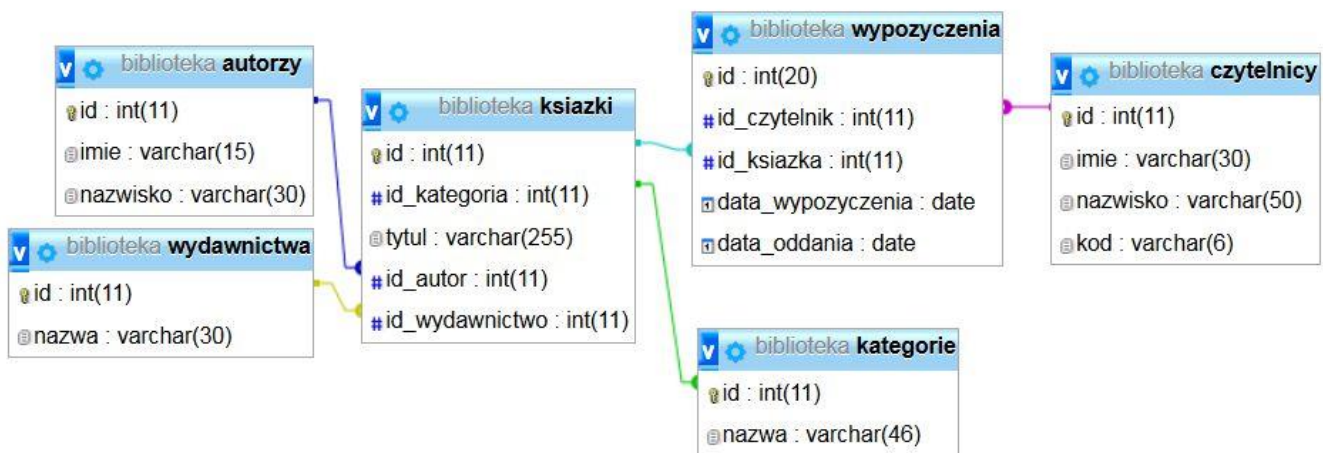 v biblioteka autorzy
id : int(11)
imie : varchar(15)
nazwisko : varchar(30)
v biblioteka wydawnictwa
id : int(11)
nazwa : varchar(30)
v biblioteka ksiazki
id : int(11)
# id_kategoria : int(11)
tytul : varchar(255)
# id_autor : int(11)
# id_wydawnictwo : int(11)
v biblioteka wypozyczenia
id : int(20)
# id_czytelnik : int(11)
# id_ksiazka : int(11)
data_wypozyczenia : date
data_oddania : date
v biblioteka czytelnicy
id : int(11)
imie : varchar(30)
nazwisko : varchar(50)
kod : varchar(6)
v biblioteka kategorie
id : int(11)
nazwa : varchar(46)